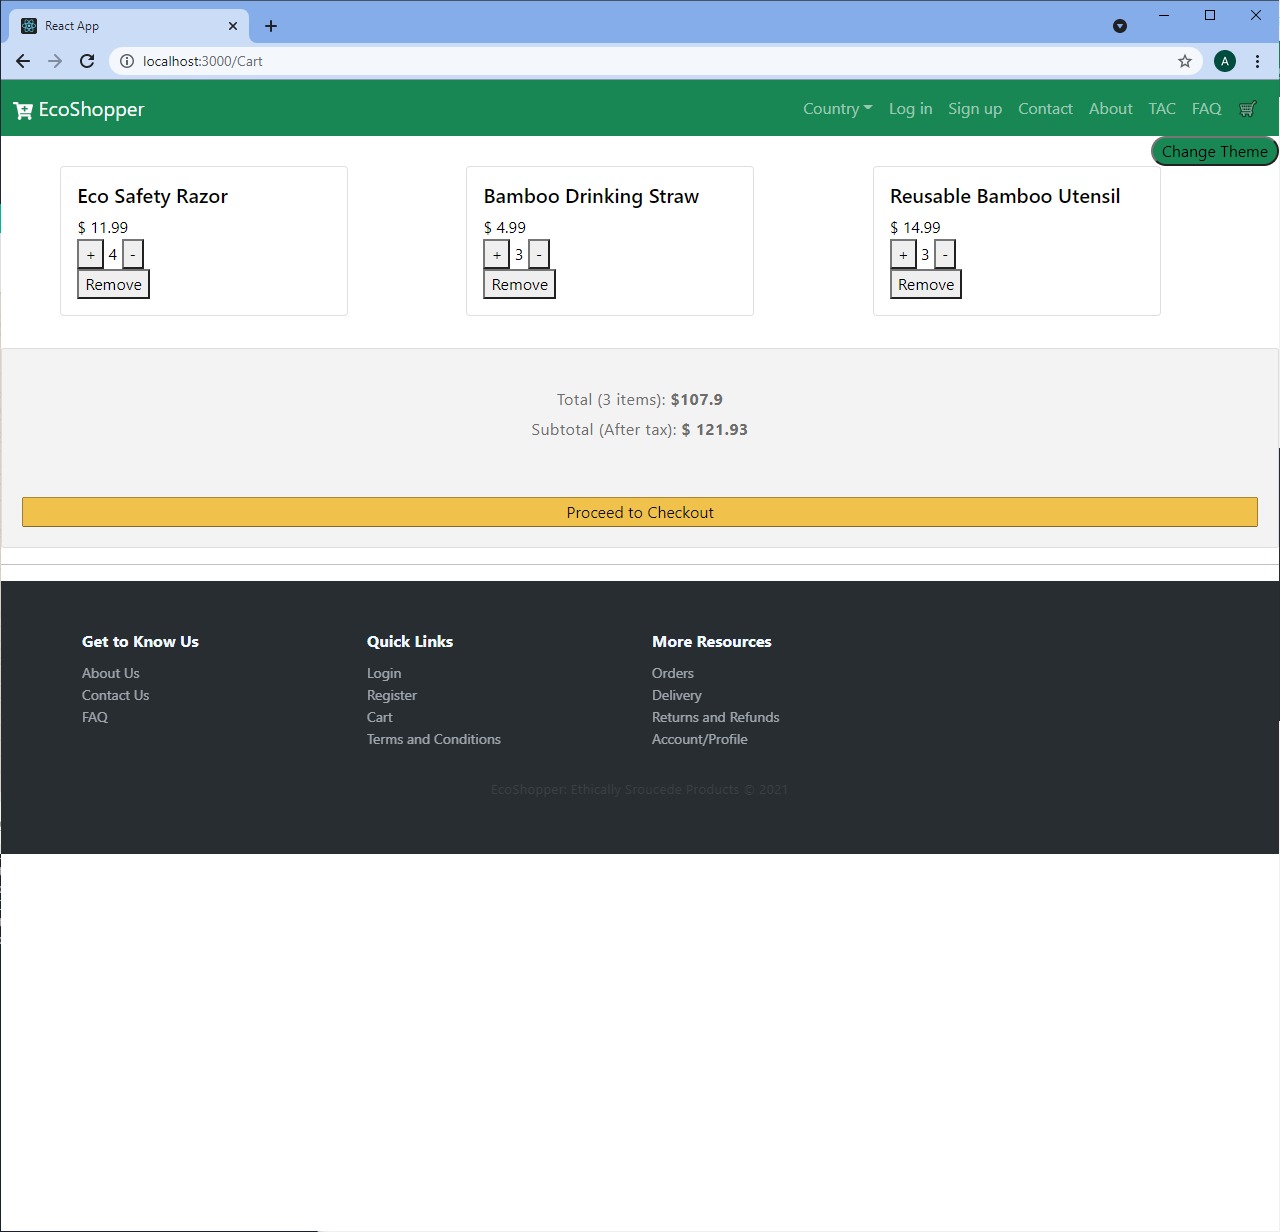 React App
localhost:3000/Cart
A
EcoShopper
Country Log in Sign up Contact About TAC FAQ
Change Theme
Eco Safety Razor
$ 11.99
+ 4 -
Remove
Bamboo Drinking Straw
$ 4.99
+ 3 -
Remove
Reusable Bamboo Utensil
$ 14.99
+ 3 -
Remove
Total (3 items): $107.9
Subtotal (After tax): $ 121.93
Proceed to Checkout
Get to Know Us
About Us
Contact Us
FAQ
Quick Links
Login
Register
Cart
Terms and Conditions
More Resources
Orders
Delivery
Returns and Refunds
Account/Profile
EcoShopper: Ethically Sroucede Products © 2021